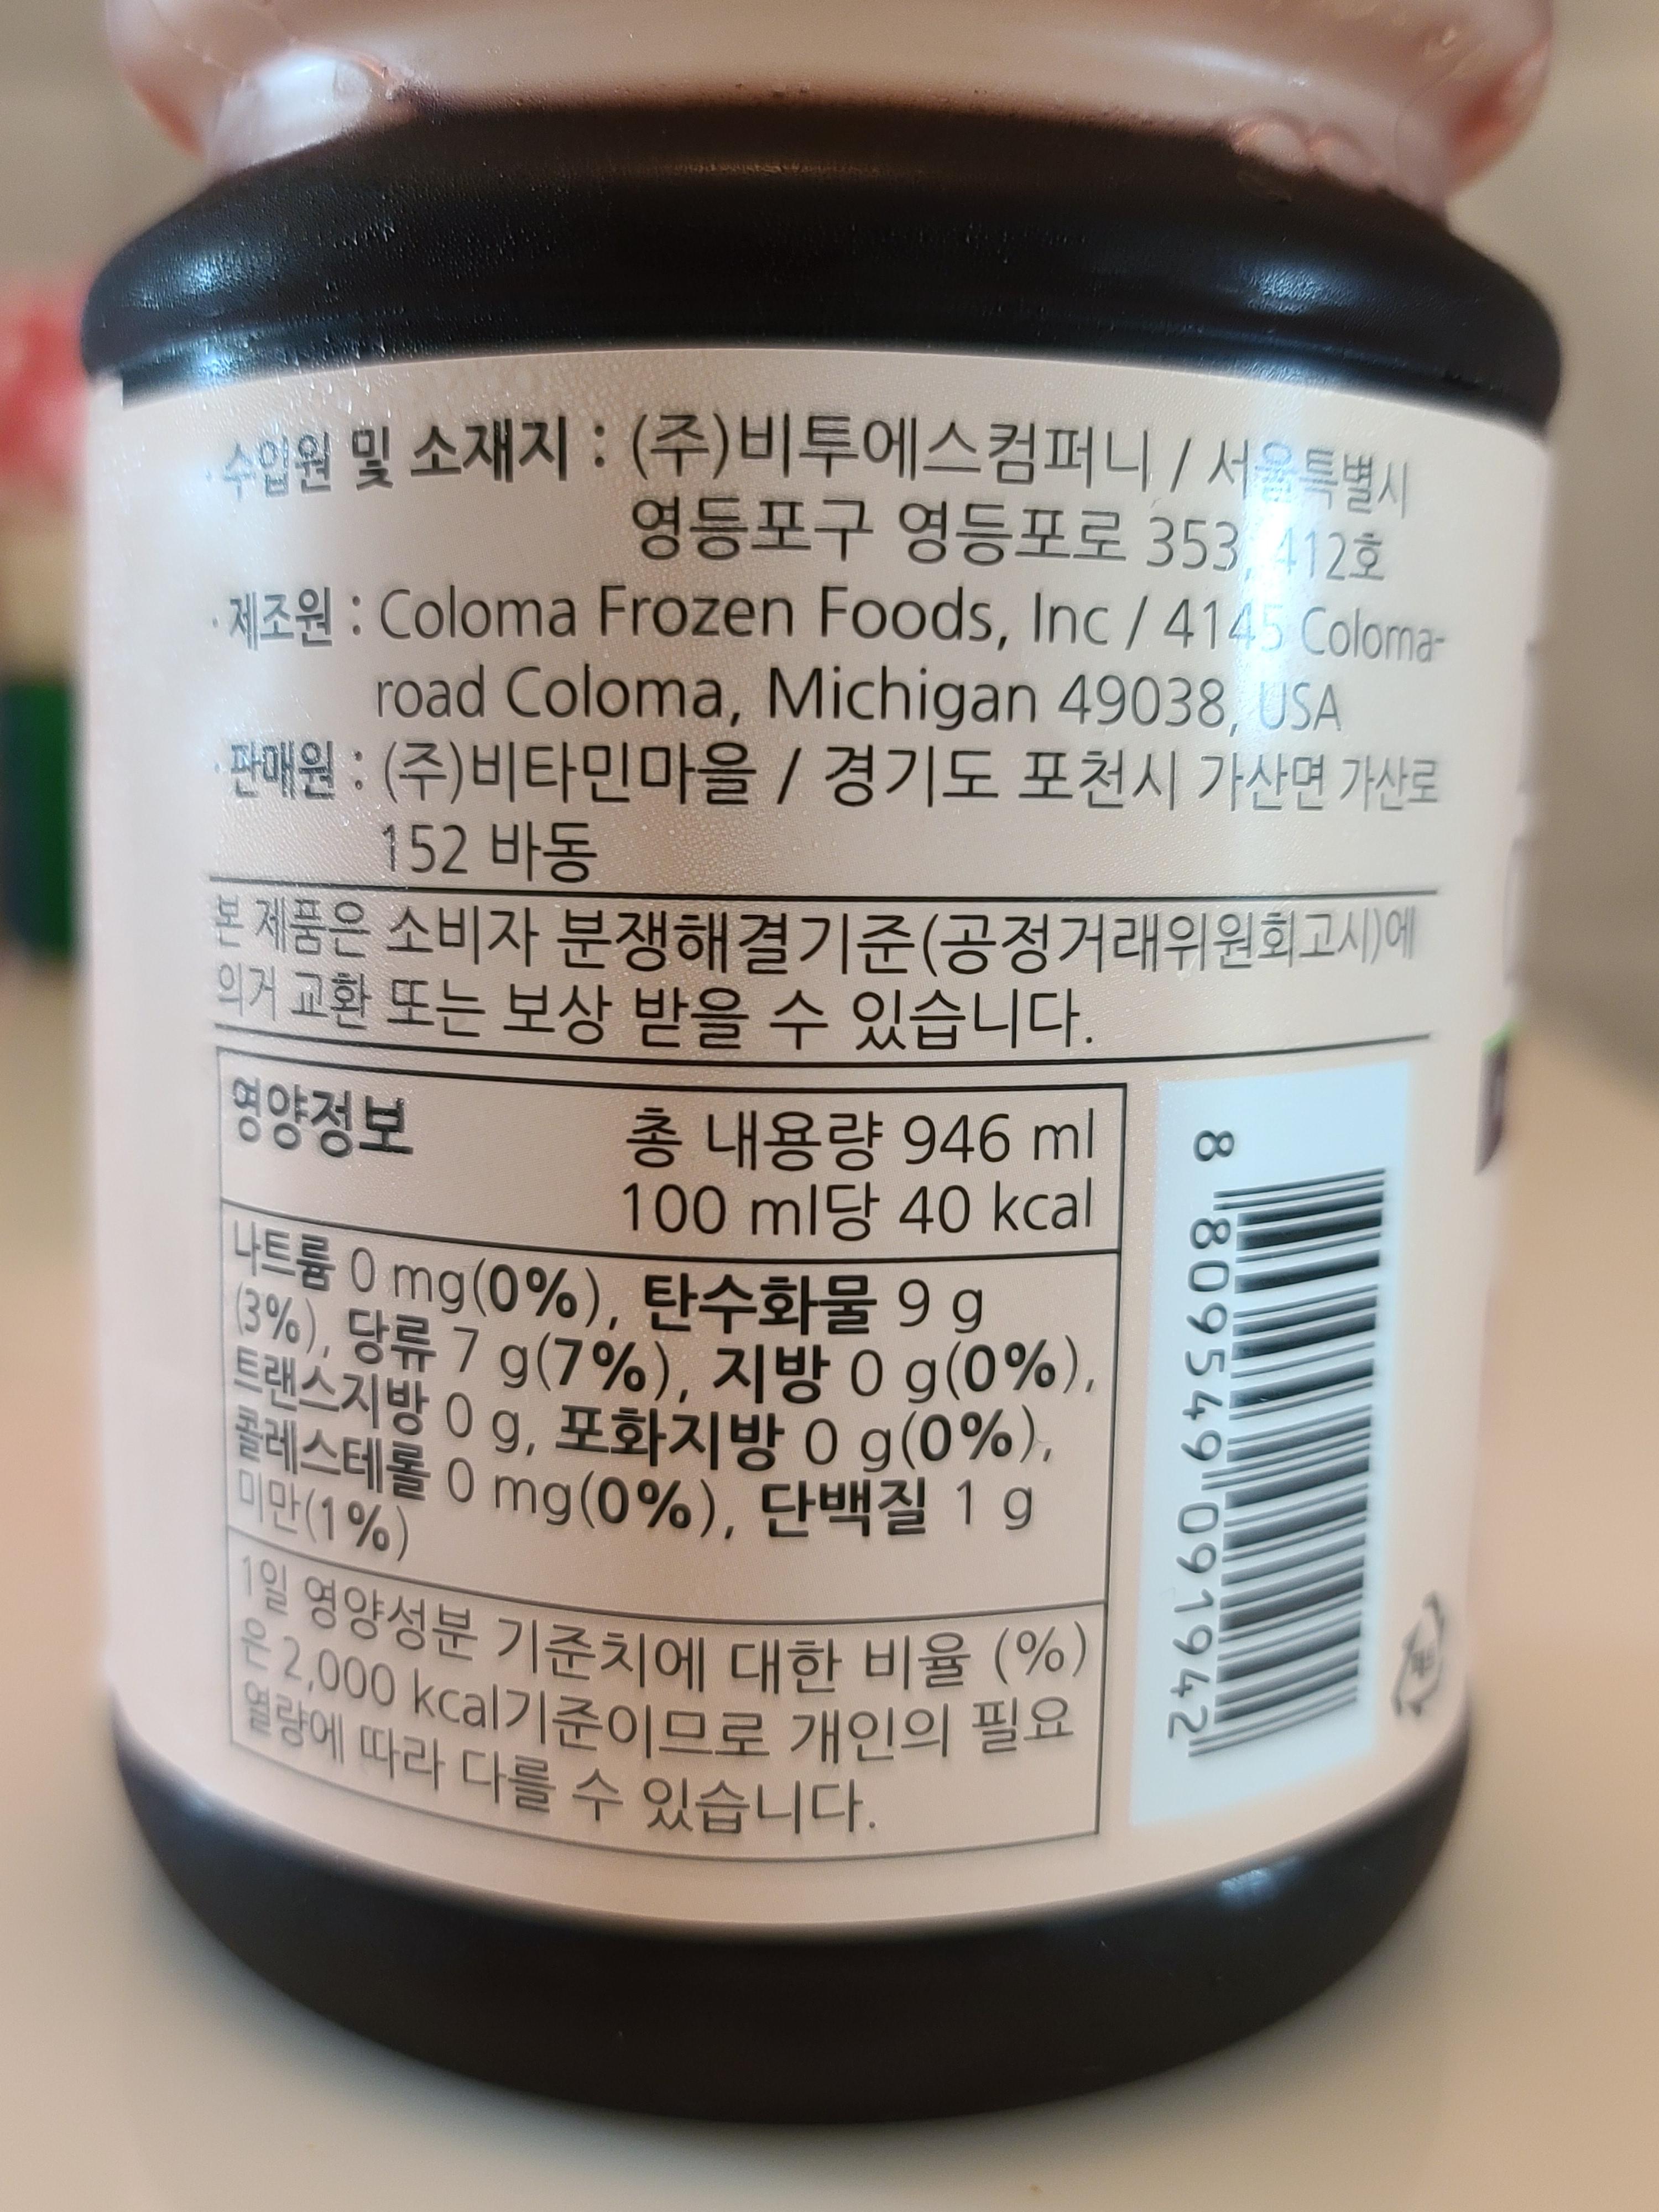 · 수입원 및 소재지 : (주)비투에스컴퍼니 / 서울특별시
영등포구 영등포로 353, 412호
· 제조원 : Coloma Frozen Foods, Inc / 4145 Coloma-
road Coloma, Michigan 49038, USA
· 판매원 : (주)비타민마을 / 경기도 포천시 가산면 가산로
152 바동
본 제품은 소비자 분쟁해결기준(공정거래위원회고시)에
의거 교환 또는 보상 받을 수 있습니다.
영양정보 총 내용량 946 ml
100 ml당 40 kcal
나트륨 0 mg(0%), 탄수화물 9 g
(3%), 당류 7 g(7%), 지방 0 g(0%),
트랜스지방 0 g, 포화지방 0 g(0%),
콜레스테롤 0 mg(0%), 단백질 1 g
미만(1%)
1일 영양성분 기준치에 대한 비율 (%)
은 2,000 kcal기준이므로 개인의 필요
열량에 따라 다를 수 있습니다.
8 809549 091942